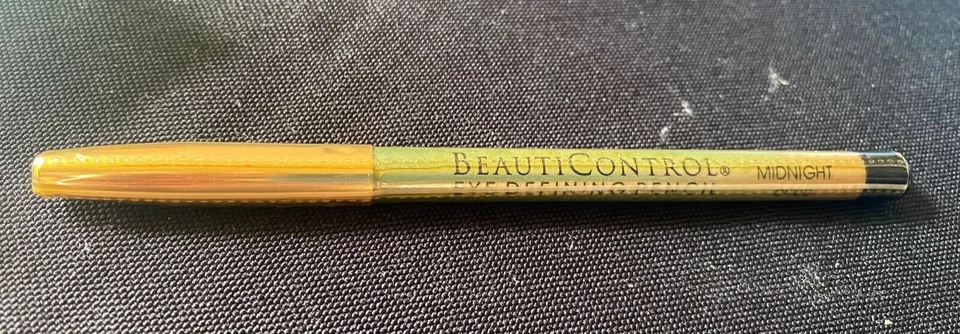 BEAUTICONTROL® MIDNIGHT
EYE DEFINING PENCIL